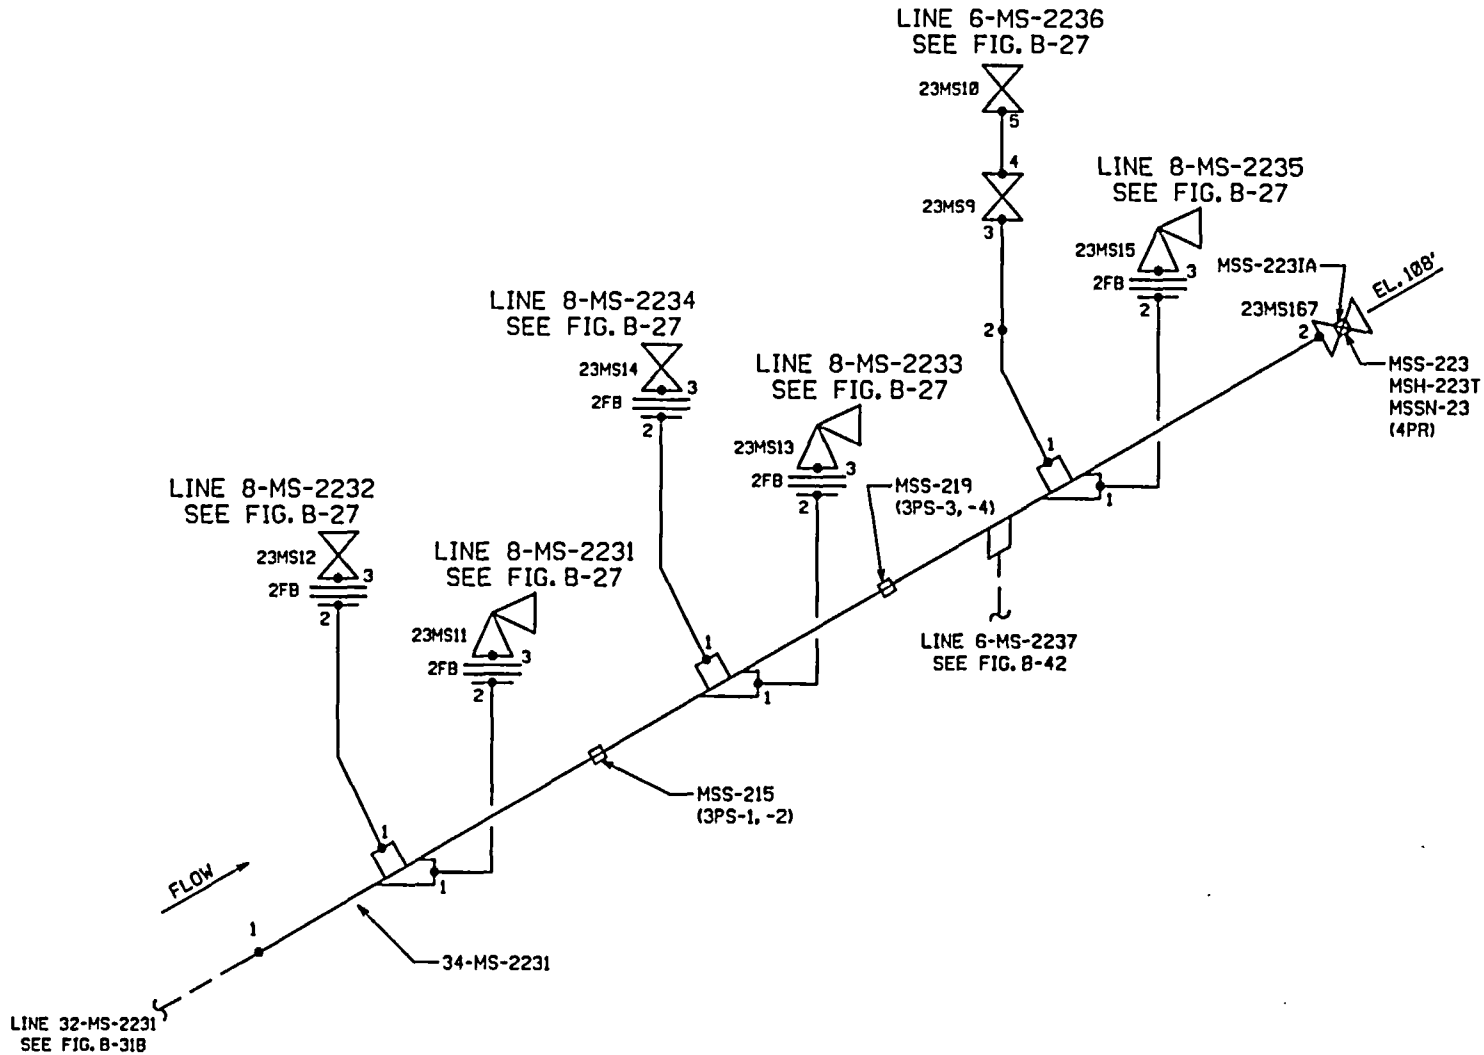 LINE 6-MS-2236
SEE FIG. B-27
23MS10
5
4
23MS9
3
2
1
LINE 8-MS-2235
SEE FIG. B-27
23MS15
3
2FB
2
1
MSS-223IA
EL. 108'
23MS167
2
MSS-223
MSH-223T
MSSN-23
(4PR)
LINE 8-MS-2234
SEE FIG. B-27
23MS14
3
2FB
2
1
LINE 8-MS-2233
SEE FIG. B-27
23MS13
3
2FB
2
1
MSS-219
(3PS-3, -4)
LINE 6-MS-2237
SEE FIG. B-42
LINE 8-MS-2232
SEE FIG. B-27
23MS12
3
2FB
2
1
LINE 8-MS-2231
SEE FIG. B-27
23MS11
3
2FB
2
1
MSS-215
(3PS-1, -2)
FLOW
1
34-MS-2231
LINE 32-MS-2231
SEE FIG. B-31B